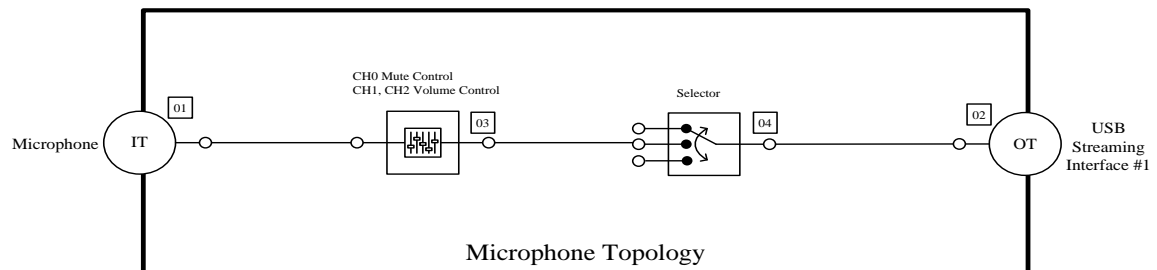 CH0 Mute Control
CH1, CH2 Volume Control
Selector
01
03
04
02
Microphone
IT
OT
USB
Streaming
Interface #1
Microphone Topology